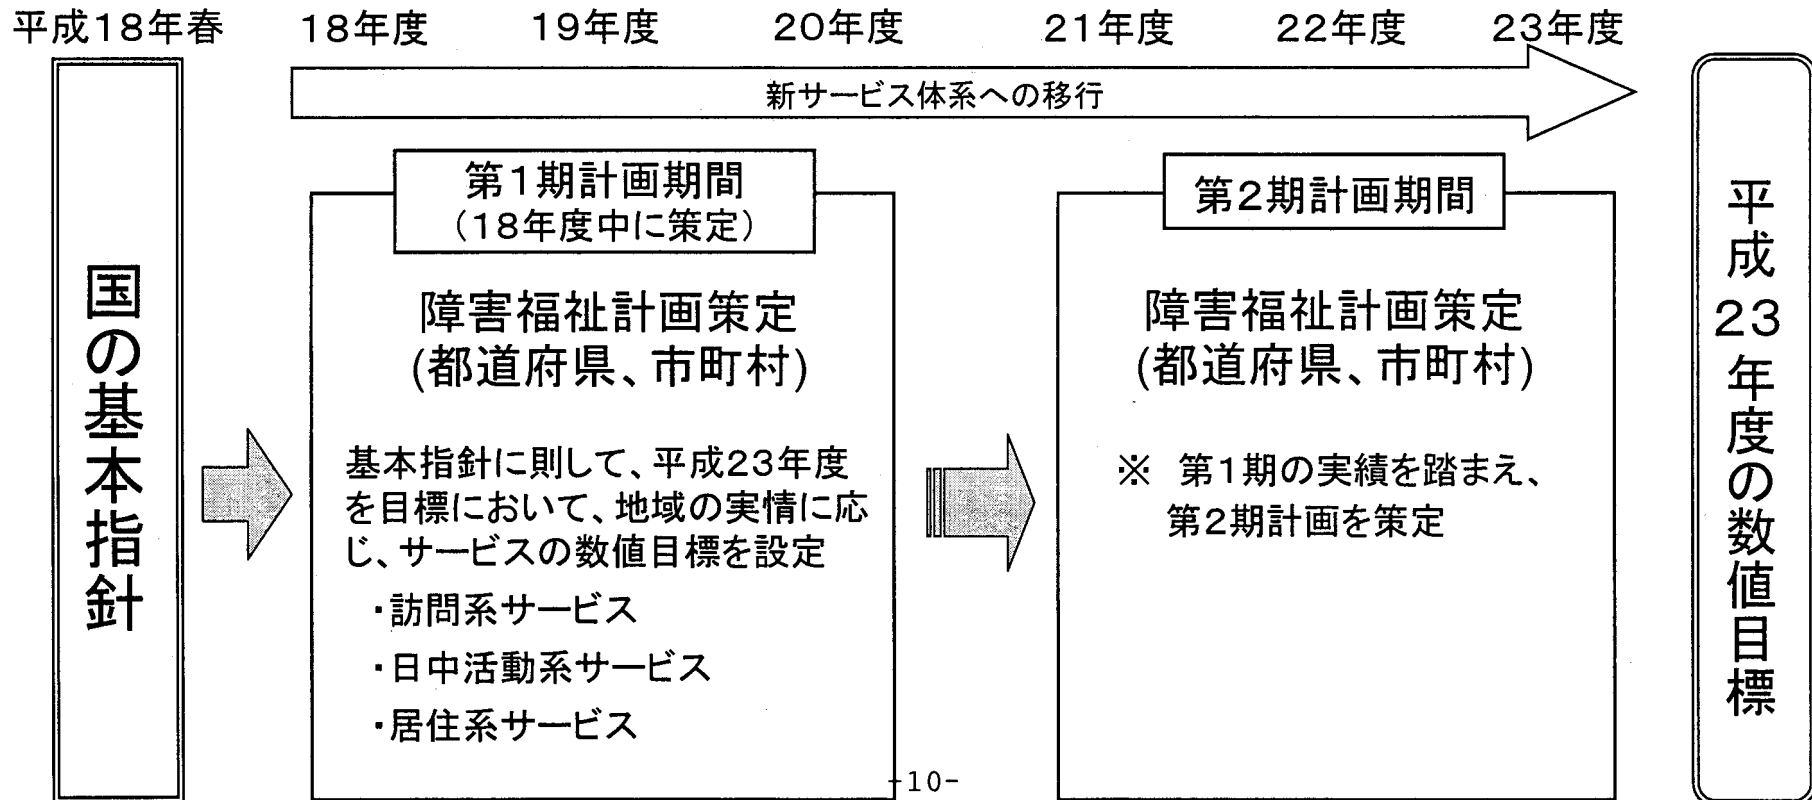 平成18年春 18年度 19年度 20年度 21年度 22年度 23年度
新サービス体系への移行
国の基本指針
第1期計画期間
(18年度中に策定)
障害福祉計画策定
(都道府県、市町村)
基本指針に則して、平成23年度
を目標において、地域の実情に応
じ、サービスの数値目標を設定
・訪問系サービス
・日中活動系サービス
・居住系サービス
第2期計画期間
障害福祉計画策定
(都道府県、市町村)
※ 第1期の実績を踏まえ、
第2期計画を策定
平成23年度の数値目標
-10-